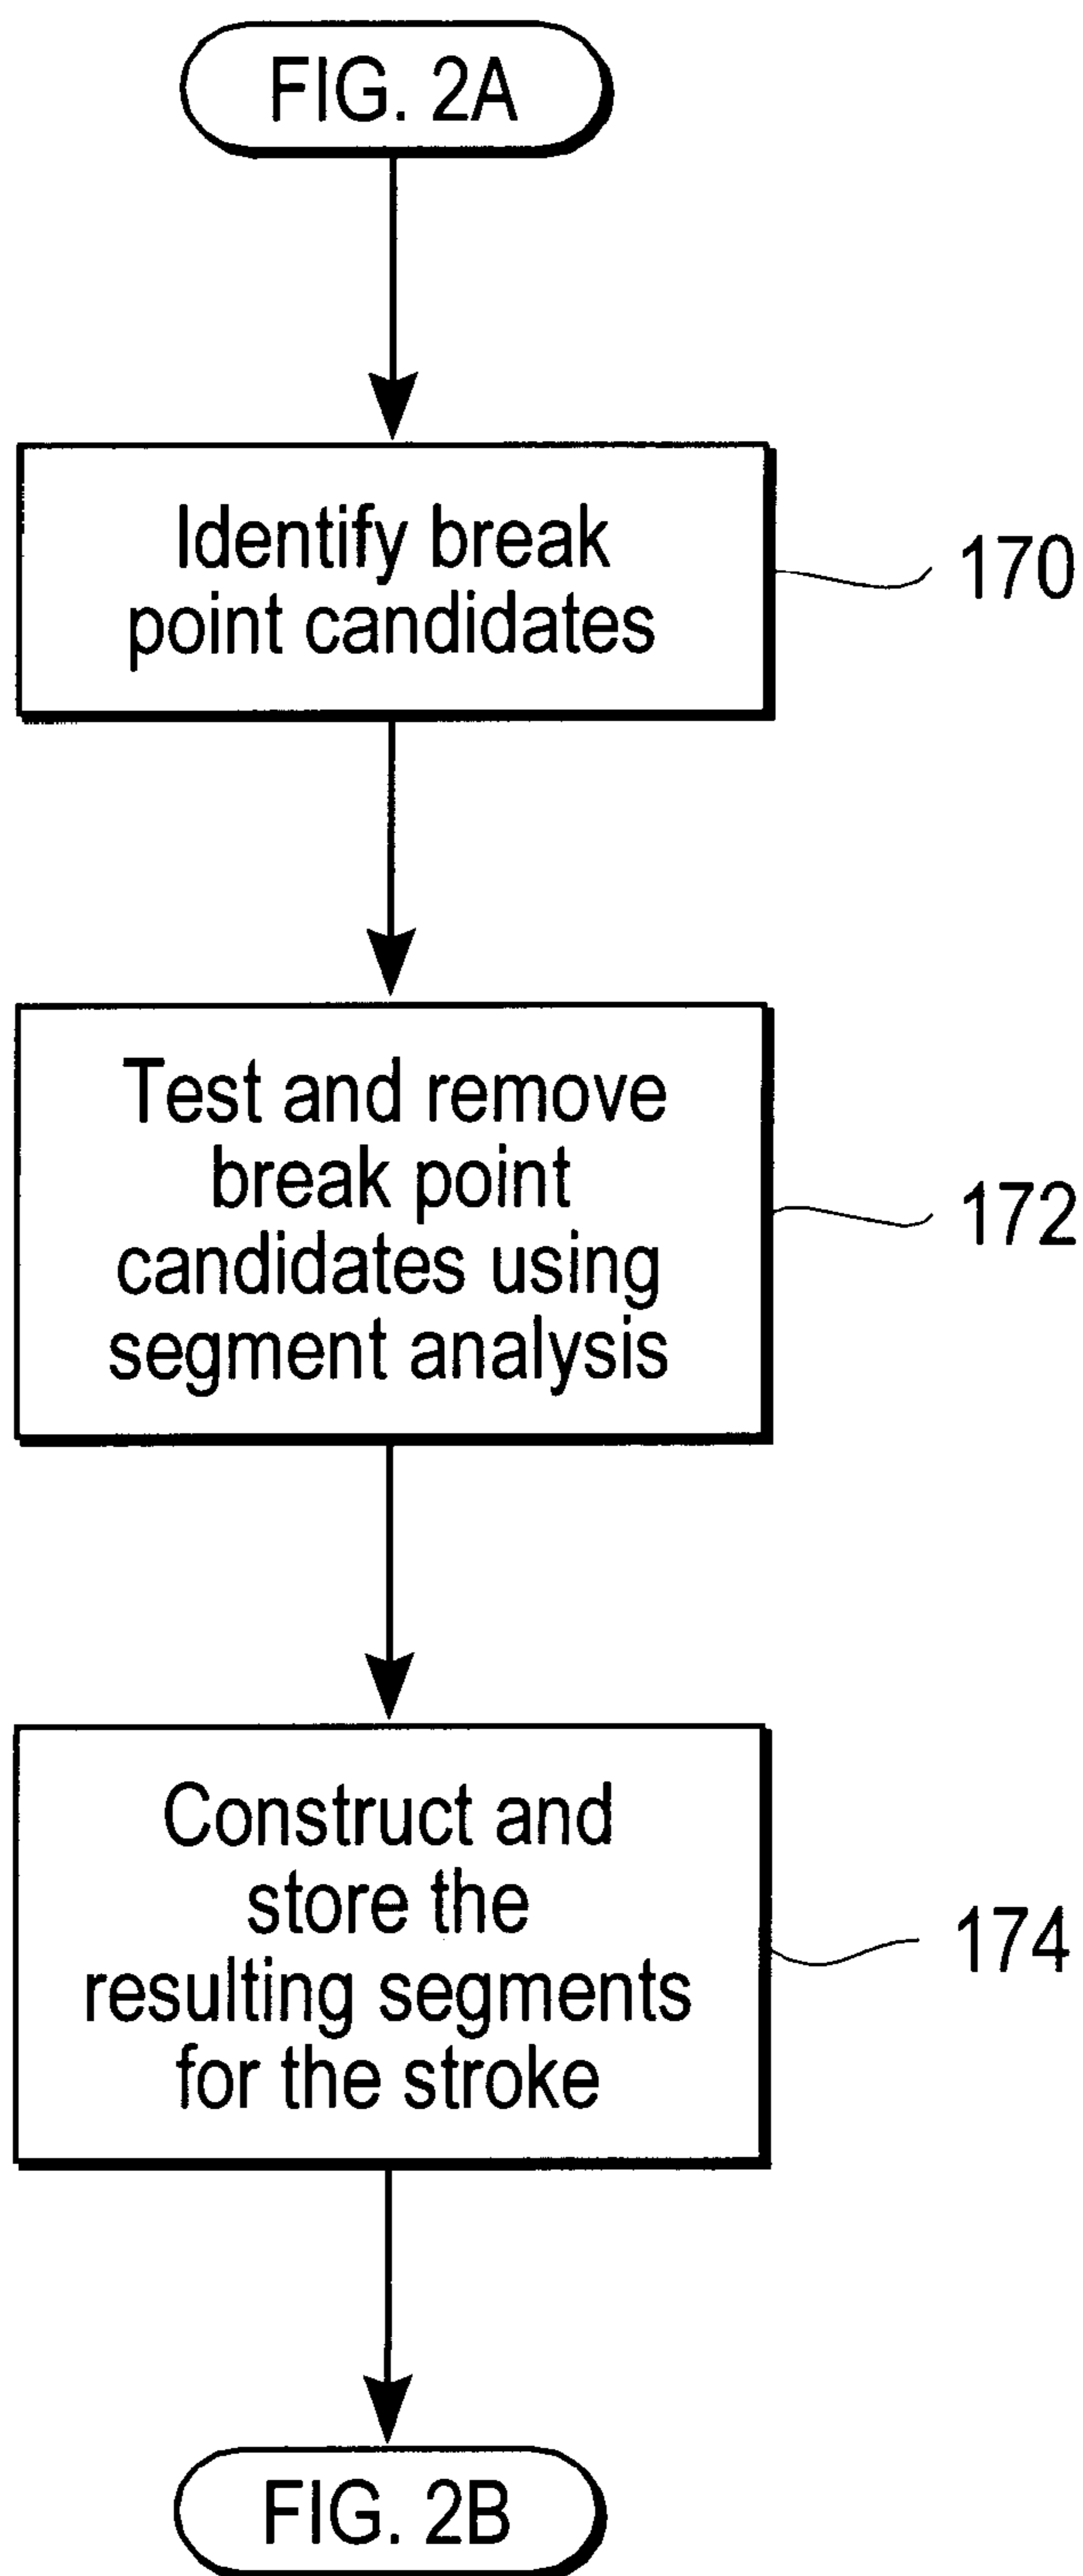 FIG. 2A
Identify break
point candidates
170
Test and remove
break point
candidates using
segment analysis
172
Construct and
store the
resulting segments
for the stroke
174
FIG. 2B